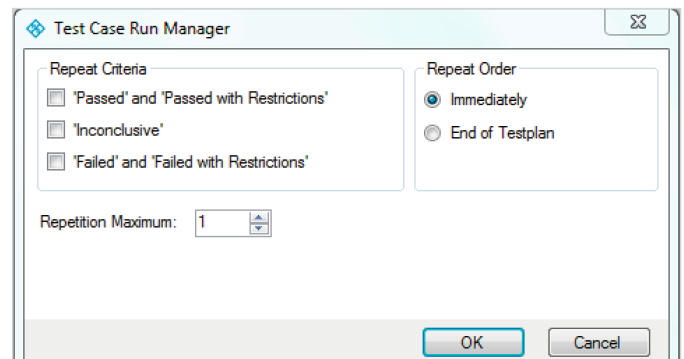 Test Case Run Manager
Repeat Criteria
'Passed' and 'Passed with Restrictions'
'Inconclusive'
'Failed' and 'Failed with Restrictions'
Repeat Order
Immediately
End of Testplan
Repetition Maximum: 1
OK Cancel